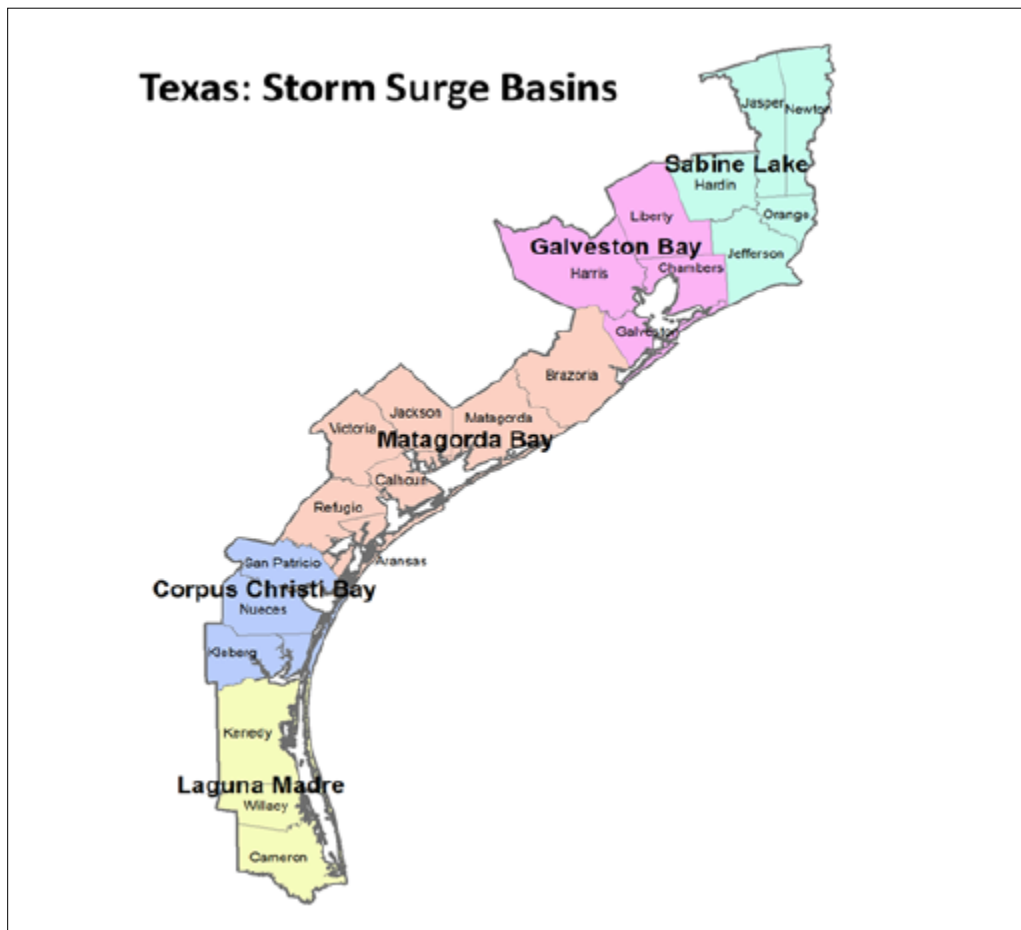 Texas: Storm Surge Basins
Jasper
Newton
Sabine Lake
Hardin
Orange
Liberty
Jefferson
Galveston Bay
Chambers
Harris
Galveston
Brazoria
Jackson
Matagorda
Victoria
Matagorda Bay
Calhoun
Refugio
Aransas
San Patricio
Corpus Christi Bay
Nueces
Kleberg
Kenedy
Laguna Madre
Willacy
Cameron